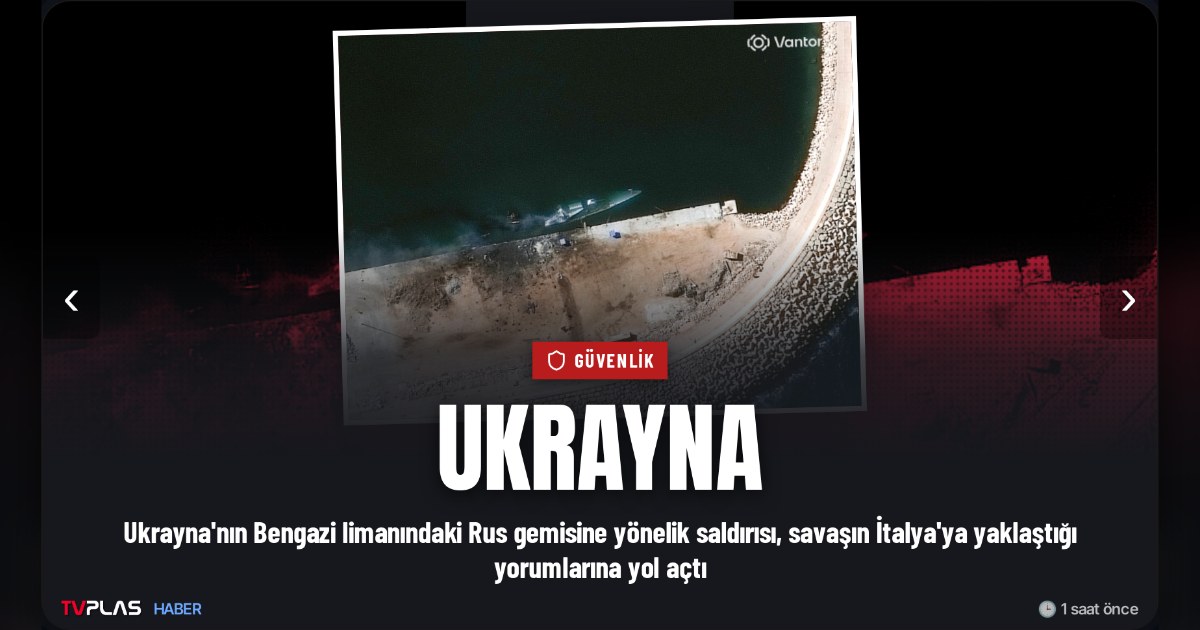 Vantor
GÜVENLİK
UKRAYNA
Ukrayna'nın Bengazi limanındaki Rus gemisine yönelik saldırısı, savaşın İtalya'ya yaklaştığı
yorumlarına yol açtı
TVPLAS HABER
1 saat önce